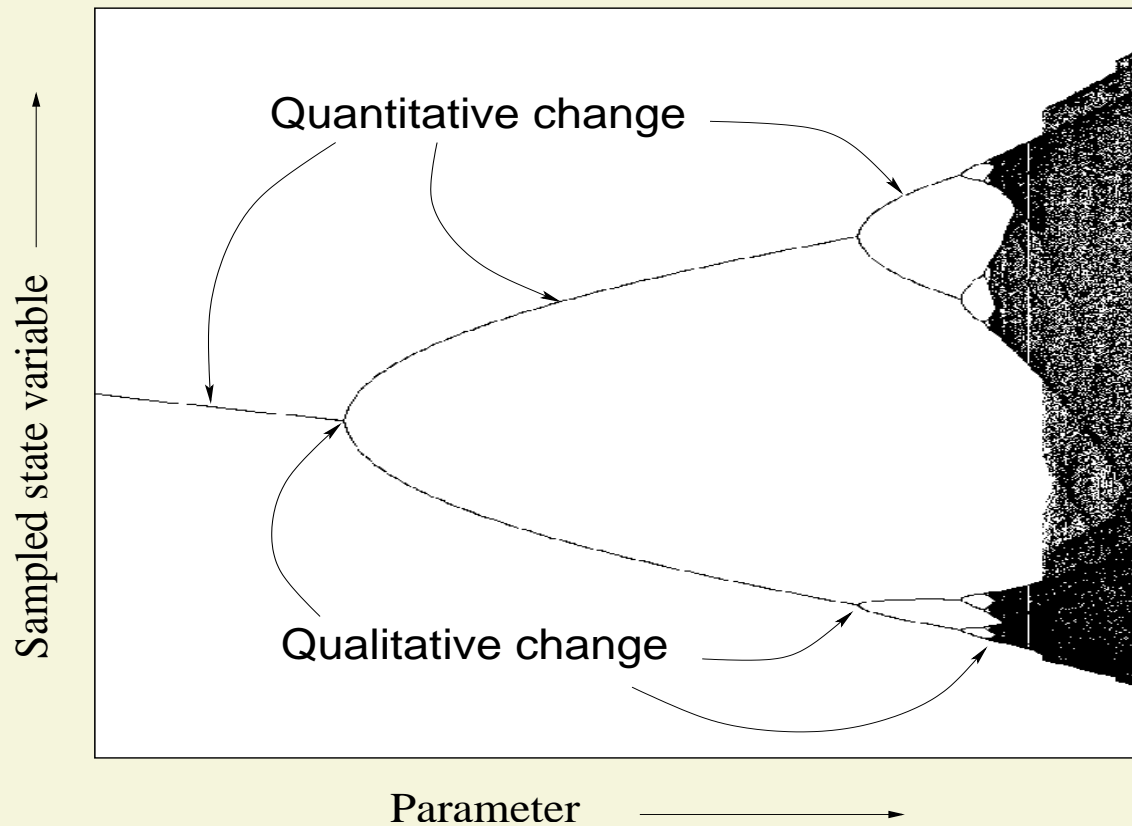 Quantitative change
Sampled state variable
Qualitative change
Parameter